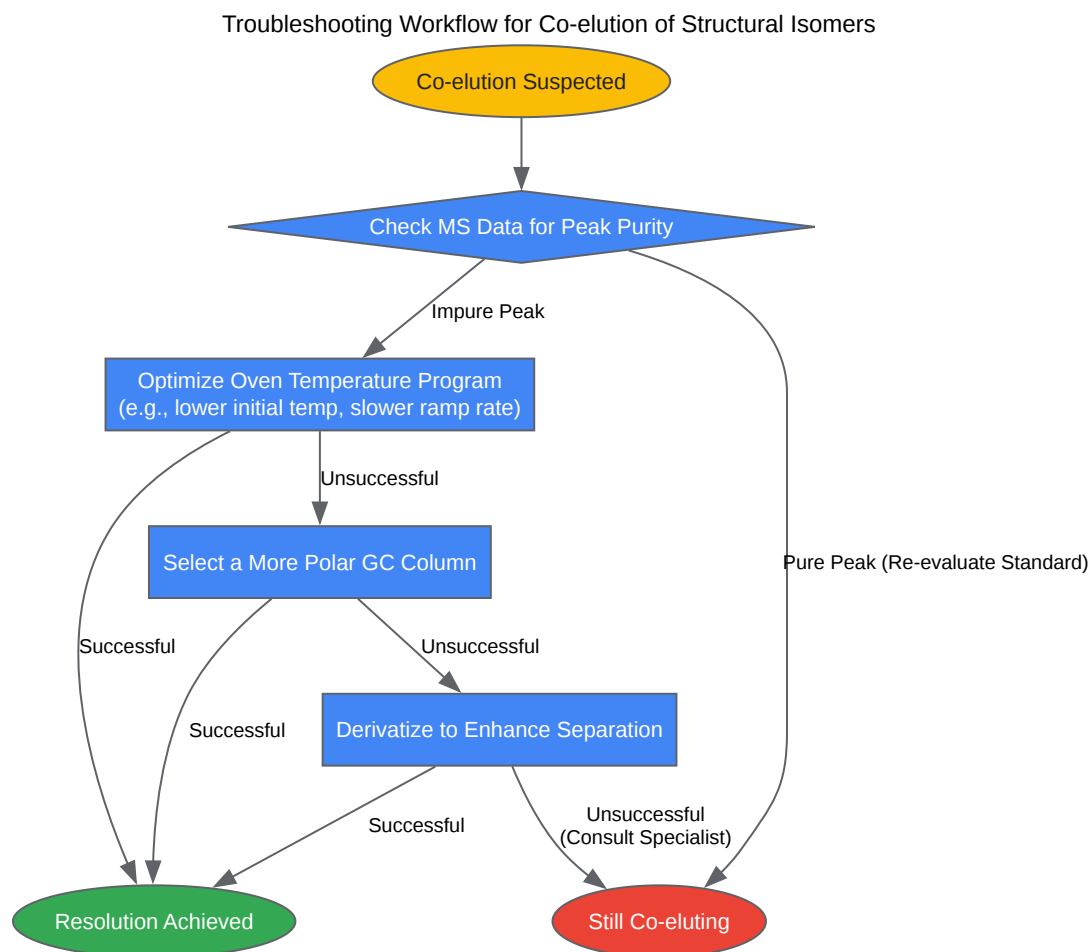 Troubleshooting Workflow for Co-elution of Structural Isomers
Co-elution Suspected
Check MS Data for Peak Purity
Impure Peak
Optimize Oven Temperature Program
(e.g., lower initial temp, slower ramp rate)
Unsuccessful
Select a More Polar GC Column
Pure Peak (Re-evaluate Standard)
Successful
Unsuccessful
Derivatize to Enhance Separation
Successful
Successful
Unsuccessful
(Consult Specialist)
Resolution Achieved
Still Co-eluting